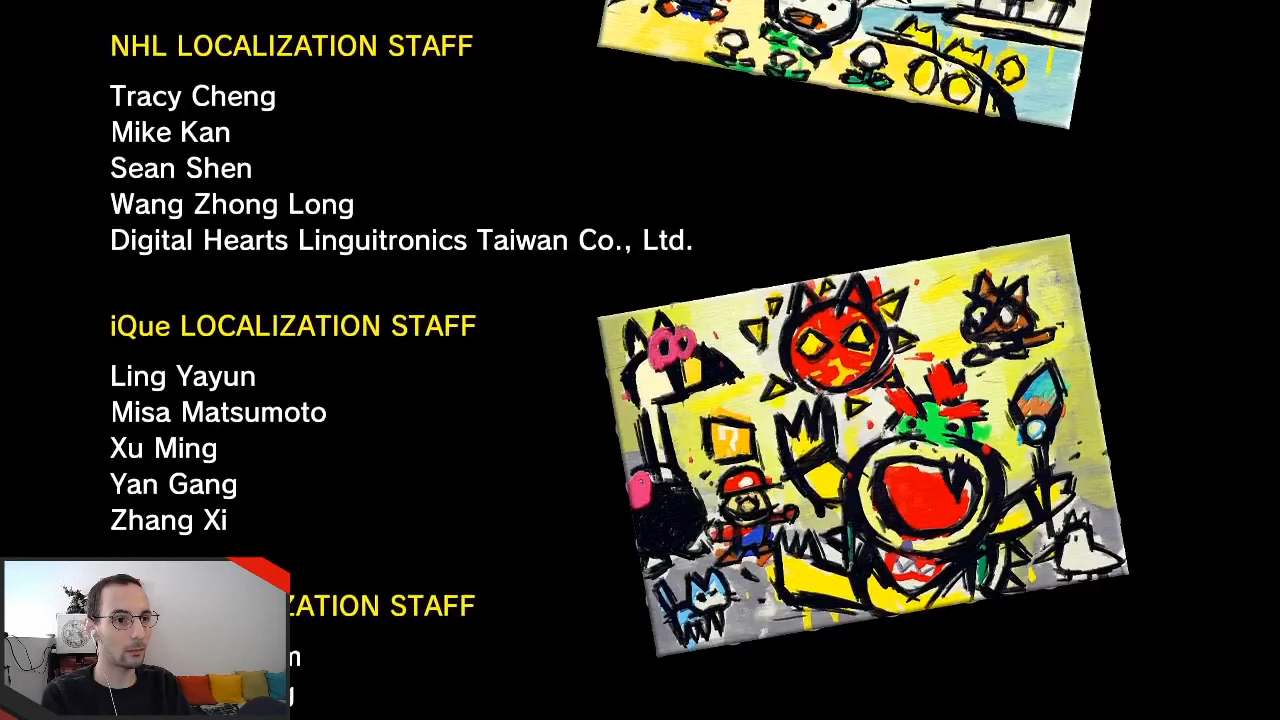 NHL LOCALIZATION STAFF
Tracy Cheng
Mike Kan
Sean Shen
Wang Zhong Long
Digital Hearts Linguitronics Taiwan Co., Ltd.
iQue LOCALIZATION STAFF
Ling Yayun
Misa Matsumoto
Xu Ming
Yan Gang
Zhang Xi
STAFF
?